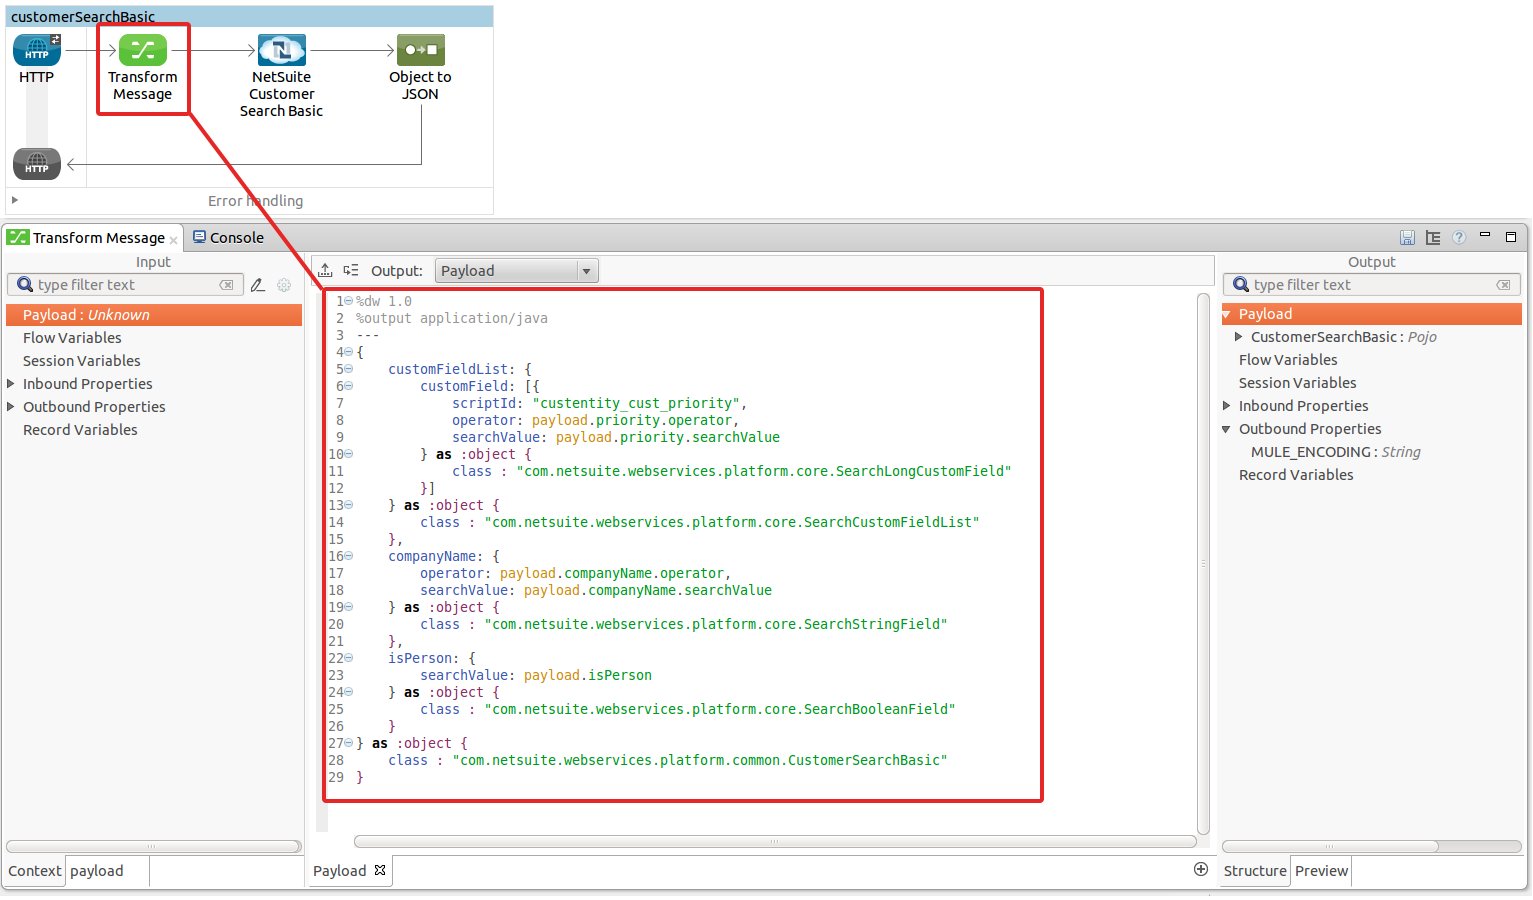 customerSearchBasic
HTTP
HTTP
Transform
Message
NetSuite
Customer
Search Basic
Object to
JSON
HTTP
Error handling
Transform Message
Console
Input
type filter text
Payload : Unknown
Flow Variables
Session Variables
Inbound Properties
Outbound Properties
Record Variables
Context
payload
Output: Payload
1 %dw 1.0
2 %output application/java
3 ---
4 {
5     customFieldList: {
6         customField: [{
7             scriptId: "custentity_cust_priority",
8             operator: payload.priority.operator,
9             searchValue: payload.priority.searchValue
10         } as :object {
11             class : "com.netsuite.webservices.platform.core.SearchLongCustomField"
12         }]
13     } as :object {
14         class : "com.netsuite.webservices.platform.core.SearchCustomFieldList"
15     },
16     companyName: {
17         operator: payload.companyName.operator,
18         searchValue: payload.companyName.searchValue
19     } as :object {
20         class : "com.netsuite.webservices.platform.core.SearchStringField"
21     },
22     isPerson: {
23         searchValue: payload.isPerson
24     } as :object {
25         class : "com.netsuite.webservices.platform.core.SearchBooleanField"
26     }
27 } as :object {
28     class : "com.netsuite.webservices.platform.common.CustomerSearchBasic"
29 }
Payload
Output
type filter text
Payload
CustomerSearchBasic : Pojo
Flow Variables
Session Variables
Inbound Properties
Outbound Properties
MULE_ENCODING : String
Record Variables
Structure
Preview